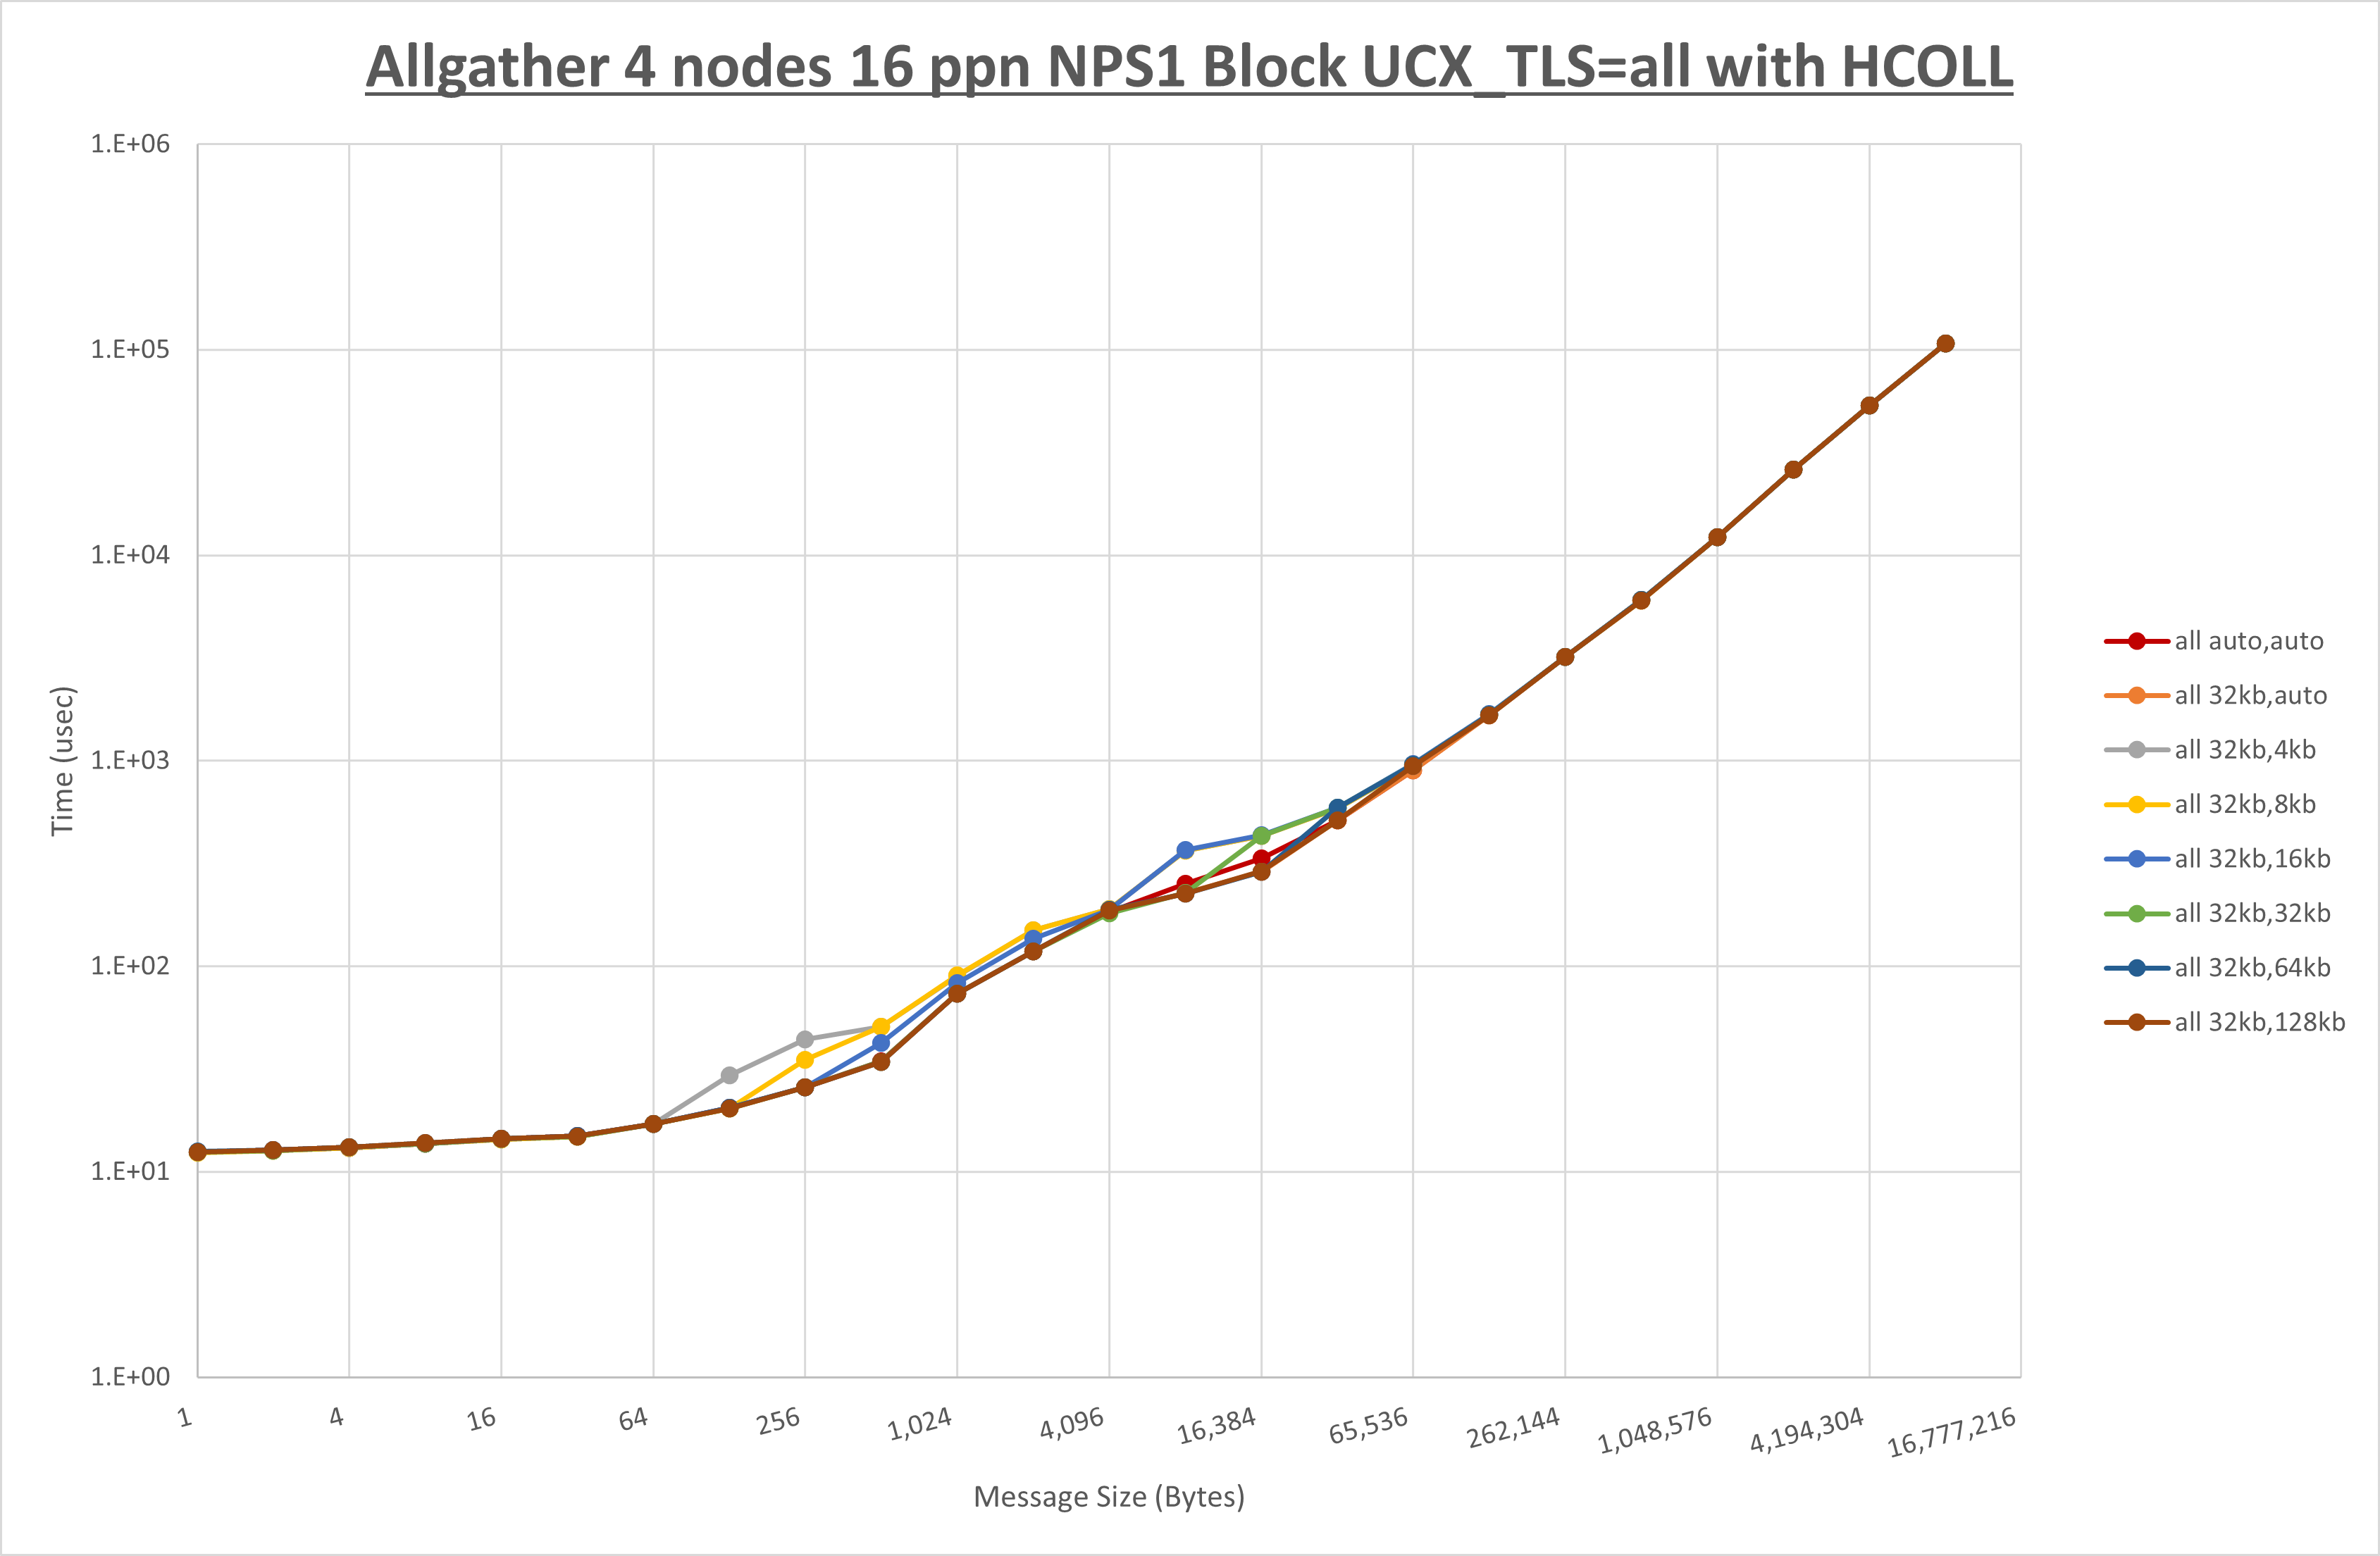 Allgather 4 nodes 16 ppn NPS1 Block UCX_TLS=all with HCOLL
1.E+06
1.E+05
1.E+04
1.E+03
1.E+02
1.E+01
1.E+00
Time (usec)
1
4
16
64
256
1,024
4,096
16,384
65,536
262,144
1,048,576
4,194,304
16,777,216
Message Size (Bytes)
all auto,auto
all 32kb,auto
all 32kb,4kb
all 32kb,8kb
all 32kb,16kb
all 32kb,32kb
all 32kb,64kb
all 32kb,128kb